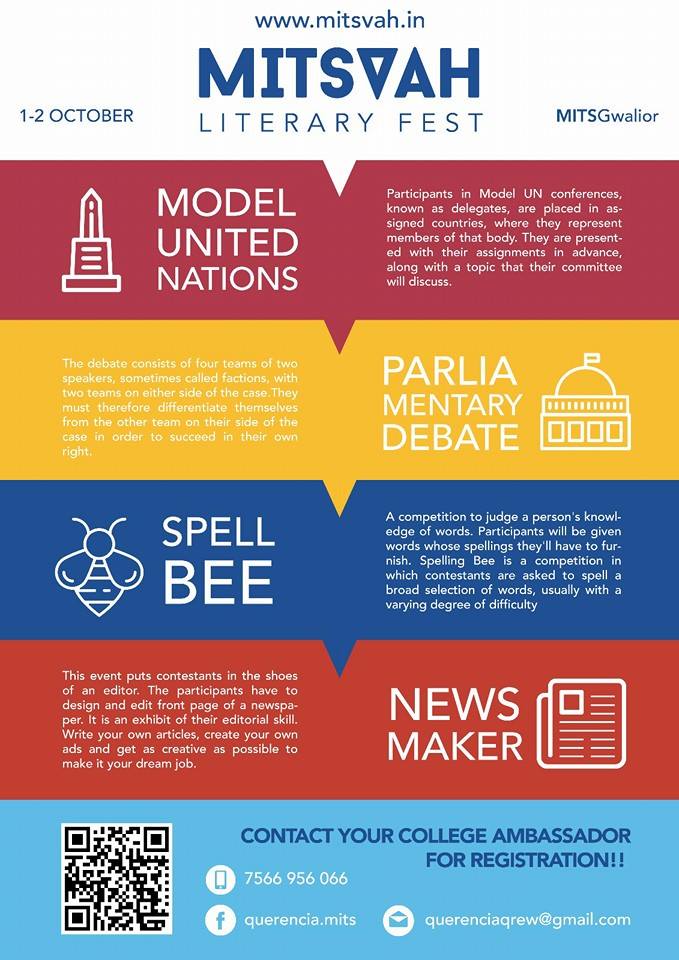 www.mitsvah.in
MITSVAH
LITERARY FEST
1-2 OCTOBER
MITSGwalior
MODEL
UNITED
NATIONS
Participants in Model UN conferences,
known as delegates, are placed in as-
signed countries, where they represent
members of that body. They are present-
ed with their assignments in advance,
along with a topic that their committee
will discuss.
The debate consists of four teams of two
speakers, sometimes called factions, with
two teams on either side of the case.They
must therefore differentiate themselves
from the other team on their side of the
case in order to succeed in their own
right.
PARLIA
MENTARY
DEBATE
SPELL
BEE
A competition to judge a person's knowl-
edge of words. Participants will be given
words whose spellings they'll have to fur-
nish. Spelling Bee is a competition in
which contestants are asked to spell a
broad selection of words, usually with a
varying degree of difficulty
This event puts contestants in the shoes
of an editor. The participants have to
design and edit front page of a newspa-
per. It is an exhibit of their editorial skill.
Write your own articles, create your own
ads and get as creative as possible to
make it your dream job.
NEWS
MAKER
CONTACT YOUR COLLEGE AMBASSADOR
FOR REGISTRATION!!
7566 956 066
querencia.mits
querenciaqrew@gmail.com